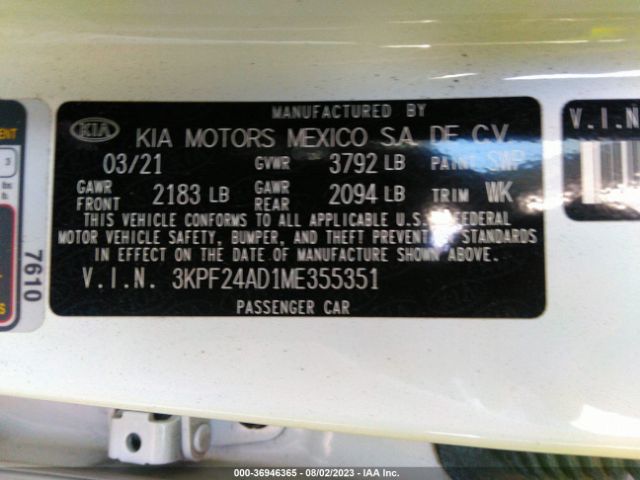 MANUFACTURED BY
KIA KIA MOTORS MEXICO S.A. DE C.V.
03/21 GVWR 3792 LB PAINT SWP
GAWR FRONT 2183 LB GAWR REAR 2094 LB TRIM WK
THIS VEHICLE CONFORMS TO ALL APPLICABLE U.S. FEDERAL
MOTOR VEHICLE SAFETY, BUMPER, AND THEFT PREVENTION STANDARDS
IN EFFECT ON THE DATE OF MANUFACTURE SHOWN ABOVE.
V.I.N. 3KPF24AD1ME355351
PASSENGER CAR
7610
3
V.I.N
000-36946365 - 08/02/2023 - IAA Inc.